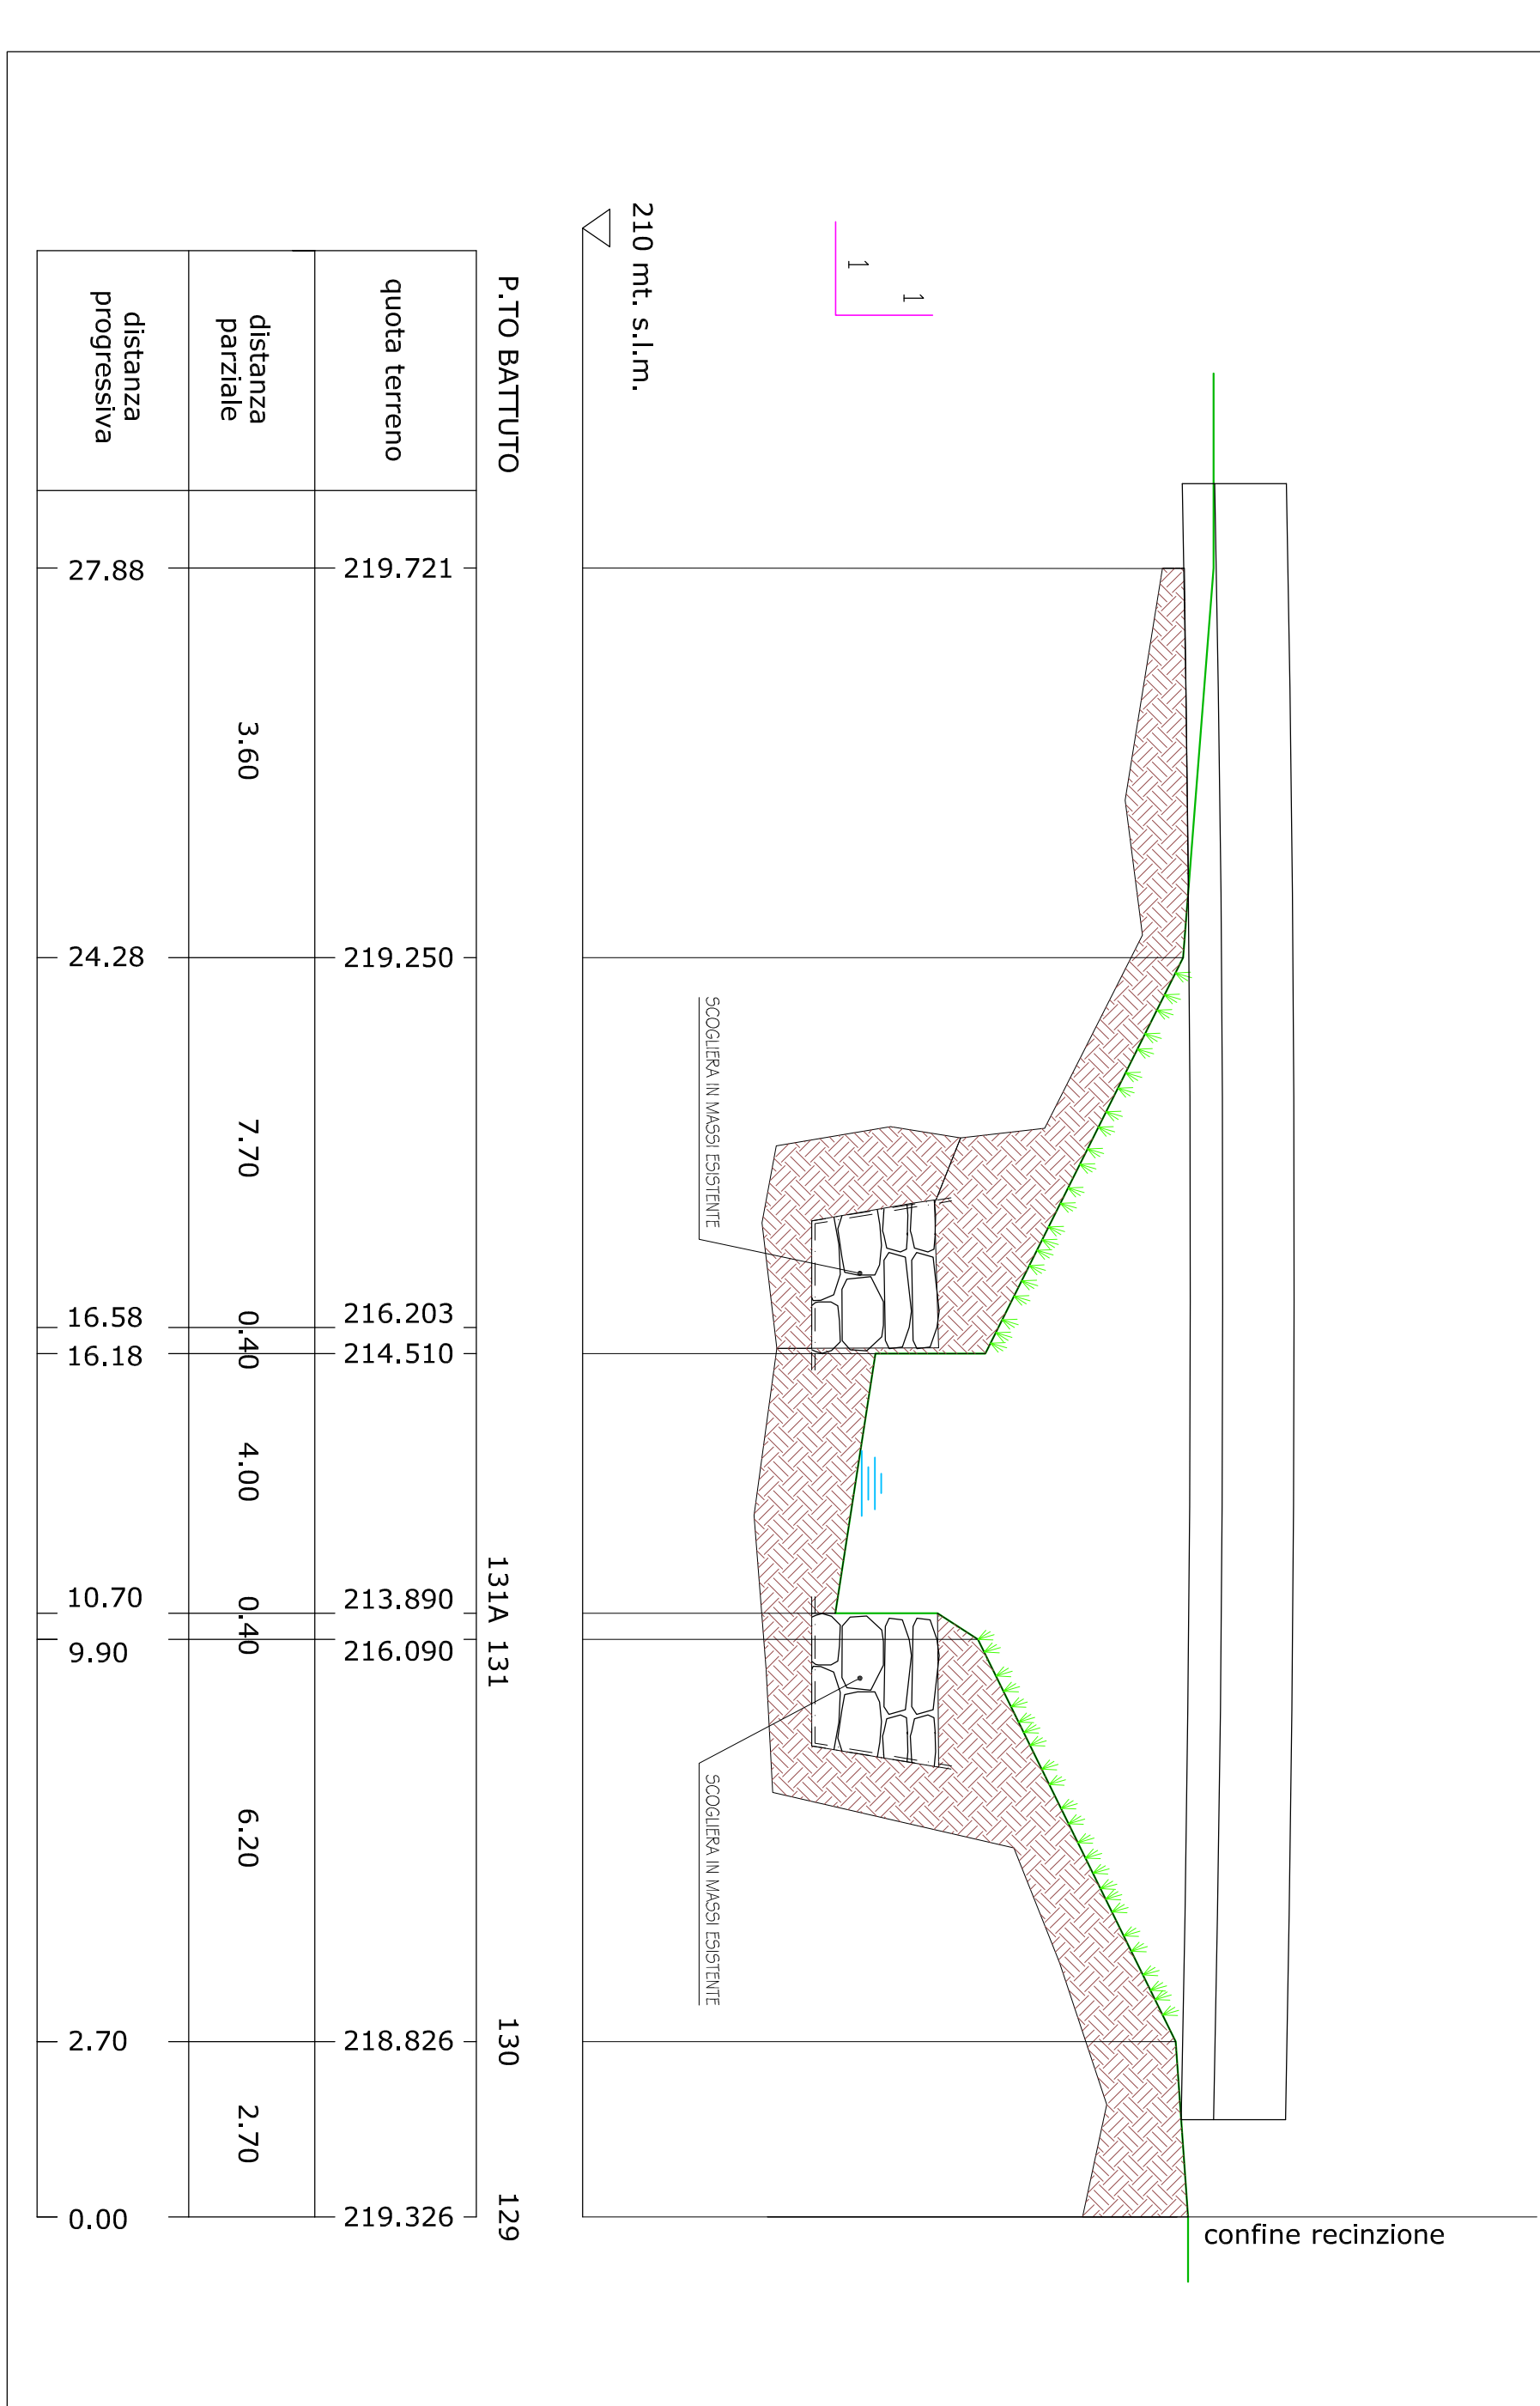 210 mt. s.l.m.
1
1
SCOGLIERA IN MASSI ESISTENTE
SCOGLIERA IN MASSI ESISTENTE
confine recinzione
P.TO BATTUTO
131A
131
130
129
quota terreno
219.721
219.250
216.203
214.510
213.890
216.090
218.826
219.326
distanza
parziale
3.60
7.70
0.40
4.00
0.40
6.20
2.70
distanza
progressiva
27.88
24.28
16.58
16.18
10.70
9.90
2.70
0.00